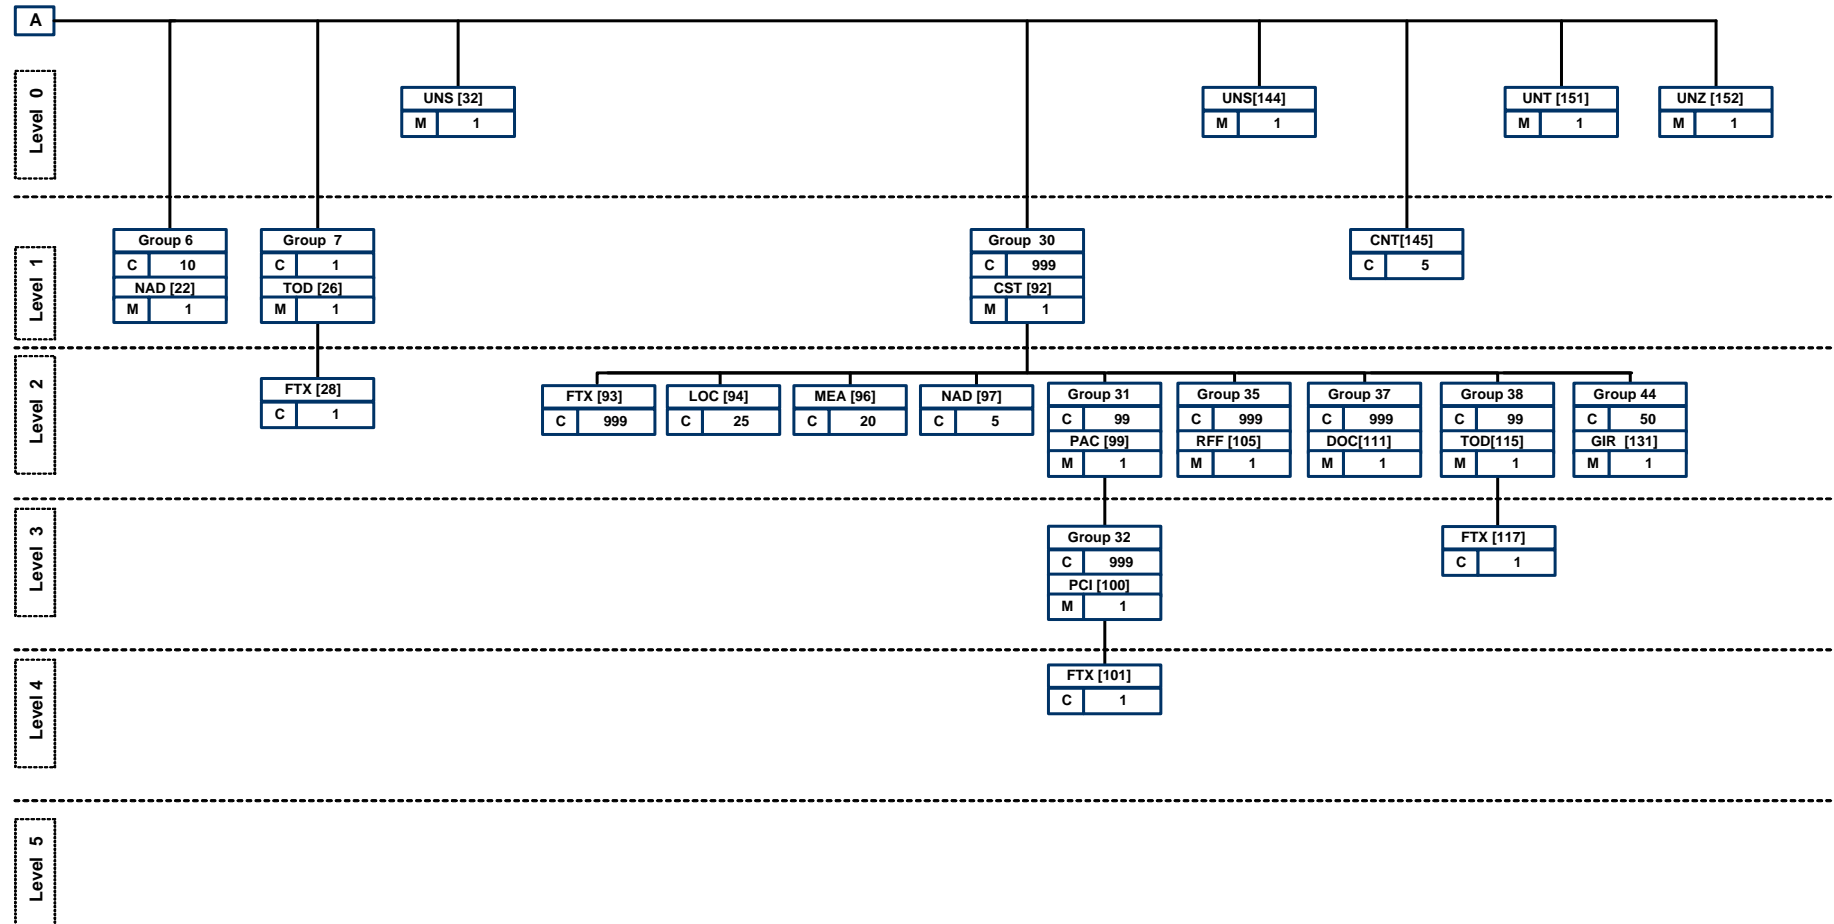 A
Level 0
UNS [32]
M 1
UNS[144]
M 1
UNT [151]
M 1
UNZ [152]
M 1
Level 1
Group 6
C 10
NAD [22]
M 1
Group 7
C 1
TOD [26]
M 1
Group 30
C 999
CST [92]
M 1
CNT[145]
C 5
Level 2
FTX [28]
C 1
FTX [93]
C 999
LOC [94]
C 25
MEA [96]
C 20
NAD [97]
C 5
Group 31
C 99
PAC [99]
M 1
Group 35
C 999
RFF [105]
M 1
Group 37
C 999
DOC[111]
M 1
Group 38
C 99
TOD[115]
M 1
Group 44
C 50
GIR [131]
M 1
Level 3
Group 32
C 999
PCI [100]
M 1
FTX [117]
C 1
Level 4
FTX [101]
C 1
Level 5